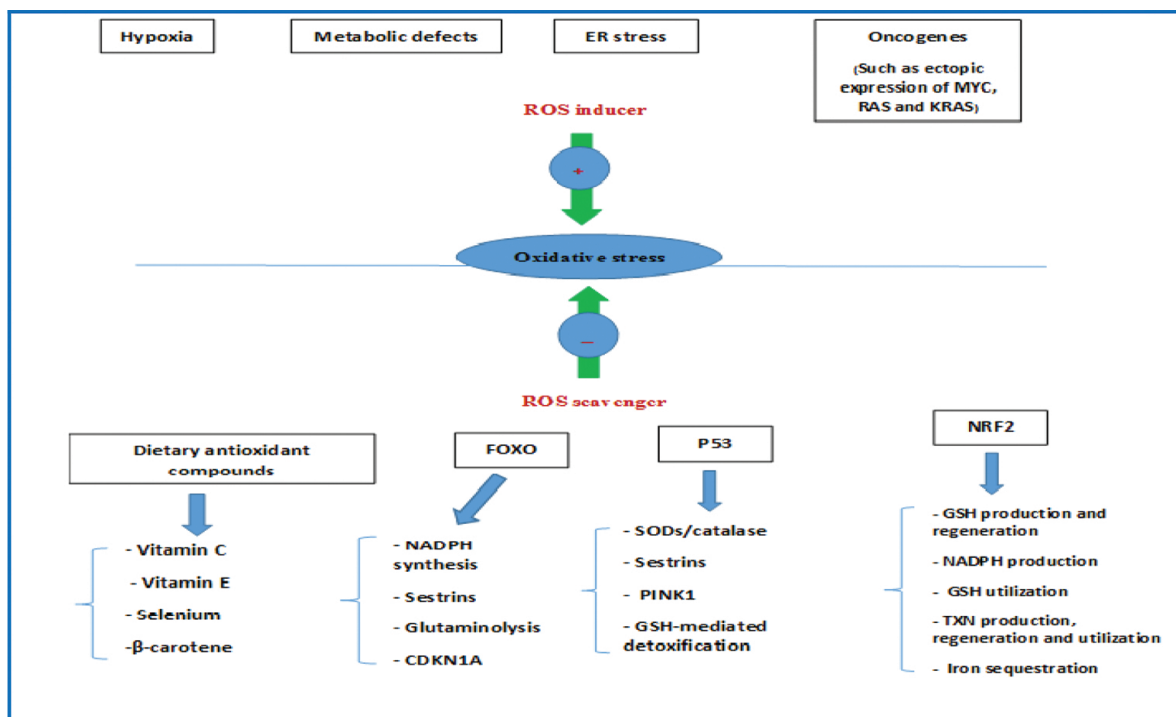 Hypoxia
Metabolic defects
ER stress
Oncogenes
(Such as ectopic
expression of MYC,
RAS and KRAS)
ROS inducer
+
Oxidative stress
–
ROS scavenger
Dietary antioxidant
compounds
FOXO
P53
NRF2
- Vitamin C
- Vitamin E
- Selenium
-β-carotene
- NADPH
synthesis
- Sestrins
- Glutaminolysis
- CDKN1A
- SODs/catalase
- Sestrins
- PINK1
- GSH-mediated
detoxification
- GSH production and
regeneration
- NADPH production
- GSH utilization
- TXN production,
regeneration and utilization
- Iron sequestration